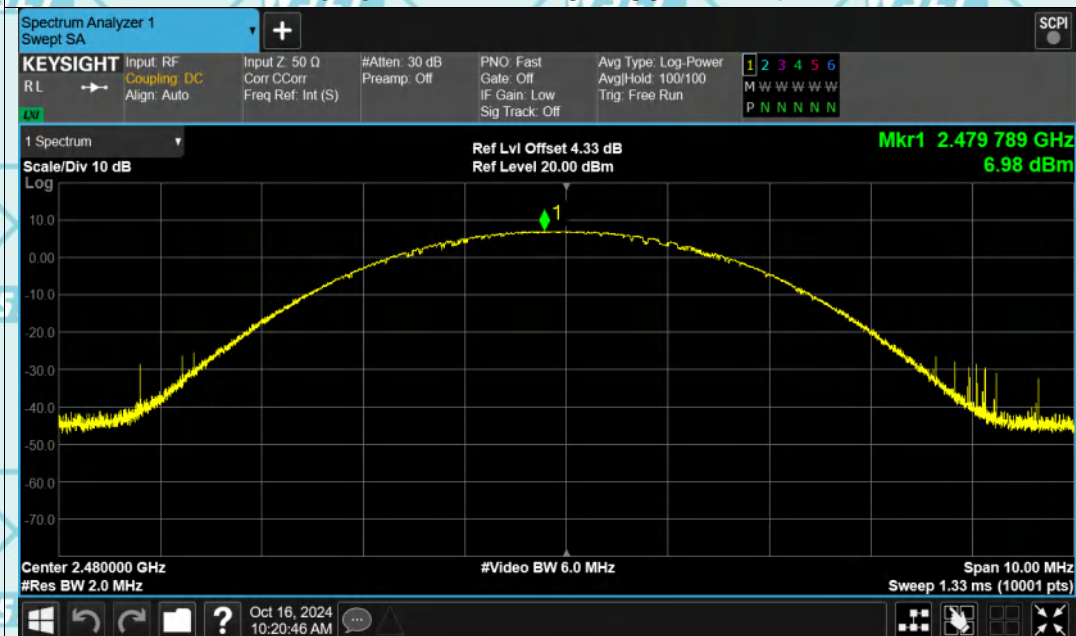 Spectrum Analyzer 1
Swept SA
+
SCPI
KEYSIGHT
RL
LXI
Input: RF
Coupling: DC
Align: Auto
Input Z: 50 Ω
Corr CCorr
Freq Ref: Int (S)
#Atten: 30 dB
Preamp: Off
PNO: Fast
Gate: Off
IF Gain: Low
Sig Track: Off
Avg Type: Log-Power
Avg|Hold: 100/100
Trig: Free Run
1 2 3 4 5 6
M W W W W W
P N N N N N
1 Spectrum
Scale/Div 10 dB
Log
Ref Lvl Offset 4.33 dB
Ref Level 20.00 dBm
Mkr1 2.479 789 GHz
6.98 dBm
1
10.0
0.00
-10.0
-20.0
-30.0
-40.0
-50.0
-60.0
-70.0
Center 2.480000 GHz
#Res BW 2.0 MHz
#Video BW 6.0 MHz
Span 10.00 MHz
Sweep 1.33 ms (10001 pts)
?
Oct 16, 2024
10:20:46 AM